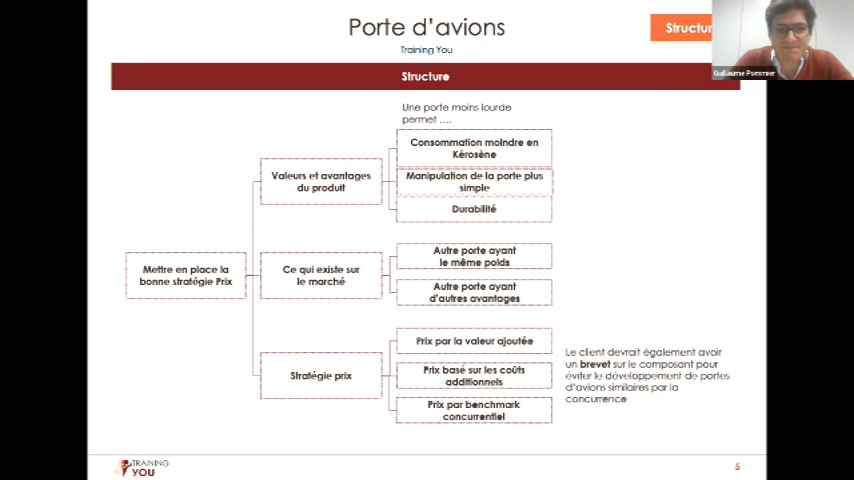 Porte d'avions
Training You
Structure
Guillaume Pommier
Structure
Une porte moins lourde
permet ....
Consommation moindre en
Kérosène
Valeurs et avantages
du produit
Manipulation de la porte plus
simple
Durabilité
Mettre en place la
bonne stratégie Prix
Ce qui existe sur
le marché
Autre porte ayant
le même poids
Autre porte ayant
d'autres avantages
Stratégie prix
Prix par la valeur ajoutée
Prix basé sur les coûts
additionnels
Prix par benchmark
concurrentiel
Le client devrait également avoir
un brevet sur le composant pour
éviter le développement de portes
d'avions similaires par la
concurrence
TRAINING
YOU
5